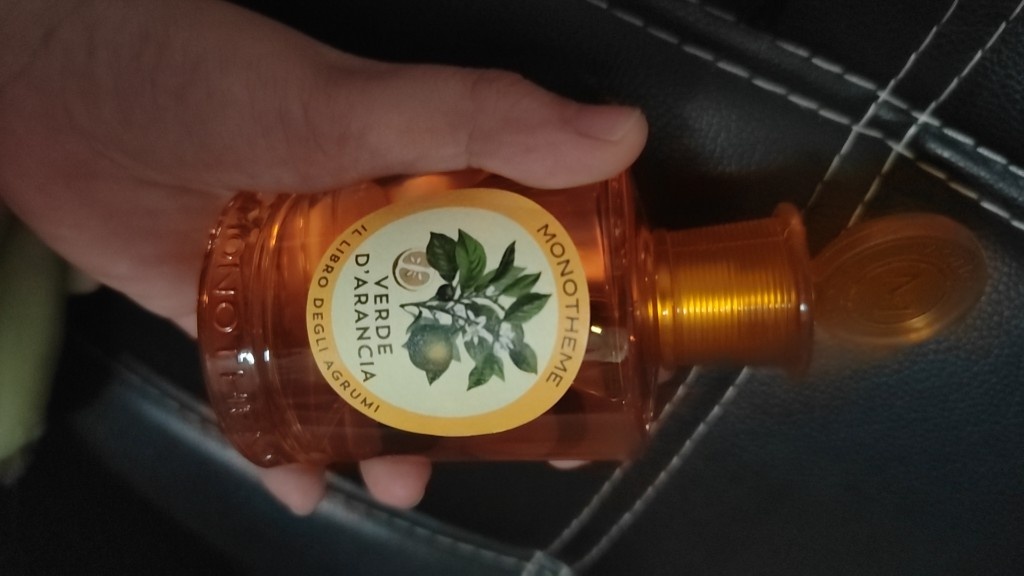 MONOTHEME
VERDE
D'ARANCIA
IL LIBRO DEGLI AGRUMI
M